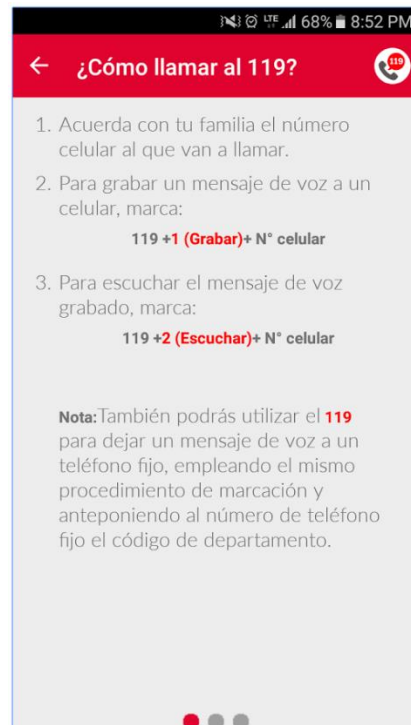 LTE 68% 8:52 PM
¿Cómo llamar al 119?
119
1. Acuerda con tu familia el número
celular al que van a llamar.
2. Para grabar un mensaje de voz a un
celular, marca:
119 +1 (Grabar)+ N° celular
3. Para escuchar el mensaje de voz
grabado, marca:
119 +2 (Escuchar)+ N° celular
Nota:También podrás utilizar el 119
para dejar un mensaje de voz a un
teléfono fijo, empleando el mismo
procedimiento de marcación y
anteponiendo al número de teléfono
fijo el código de departamento.